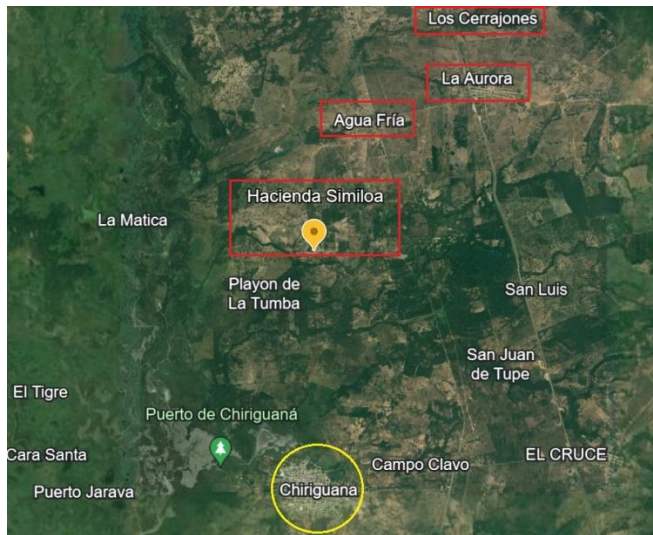 Los Cerrajones
La Aurora
Agua Fría
Hacienda Similoa
La Matica
Playon de
La Tumba
San Luis
San Juan
de Tupe
El Tigre
Puerto de Chiriguaná
Cara Santa
Campo Clavo
EL CRUCE
Puerto Jarava
Chiriguana